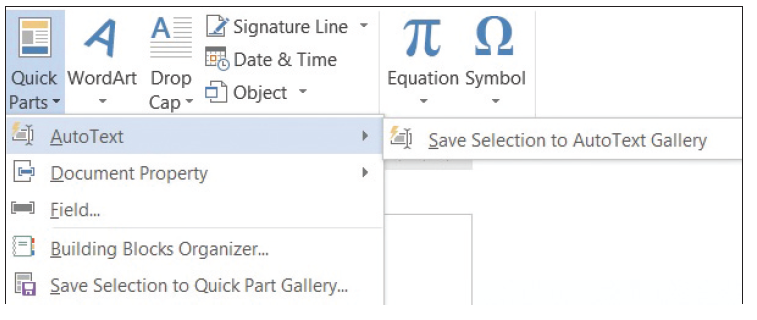 Signature Line
Date & Time
Object
Quick Parts
WordArt
Drop Cap
Equation
Symbol
AutoText
Save Selection to AutoText Gallery
Document Property
Field...
Building Blocks Organizer...
Save Selection to Quick Part Gallery...